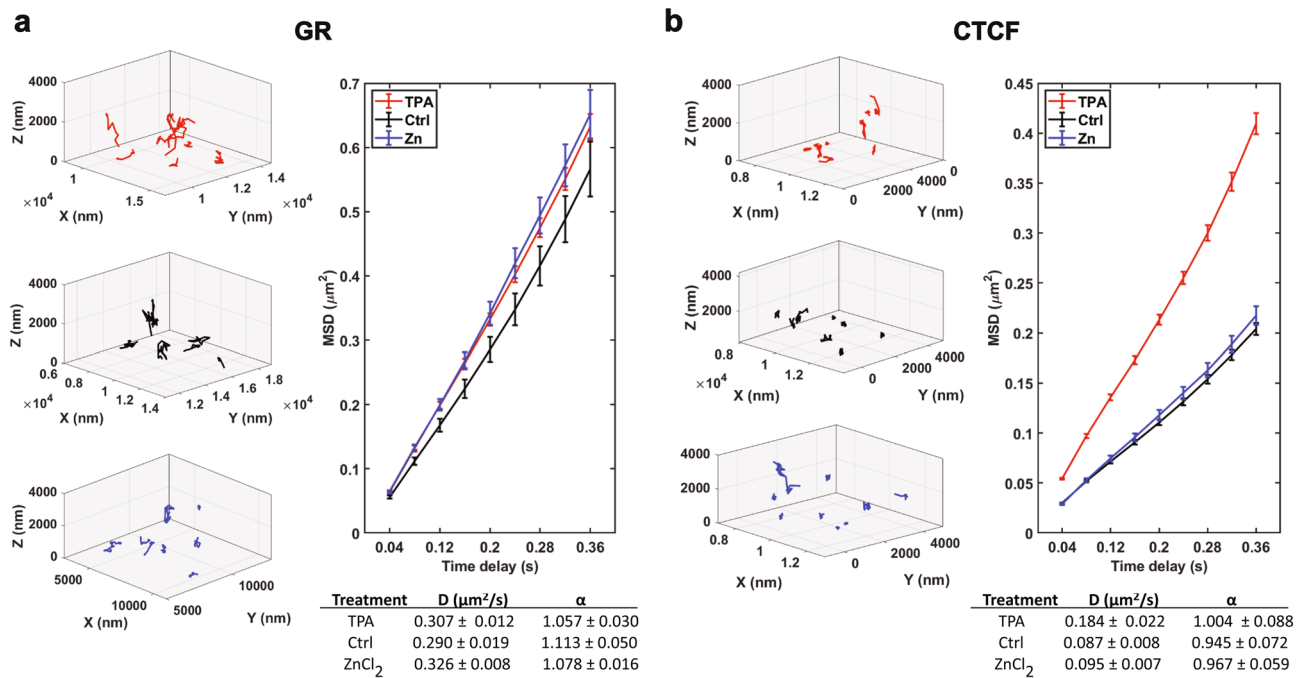 a
GR
4000
2000
0
Z (nm)
1
1.5
×10⁴
X (nm)
1
1.2
1.4
×10⁴
Y (nm)
4000
2000
0
Z (nm)
0.6
0.8
1
1.2
1.4
×10⁴
X (nm)
1.2
1.4
1.6
1.8
×10⁴
Y (nm)
4000
2000
0
Z (nm)
5000
10000
X (nm)
5000
10000
Y (nm)
TPA
Ctrl
Zn
0.7
0.6
0.5
0.4
0.3
0.2
0.1
0
MSD (μm²)
0.04 0.12 0.2 0.28 0.36
Time delay (s)
Treatment D (μm²/s) α
TPA 0.307 ± 0.012 1.057 ± 0.030
Ctrl 0.290 ± 0.019 1.113 ± 0.050
ZnCl₂ 0.326 ± 0.008 1.078 ± 0.016
b
CTCF
4000
2000
0
Z (nm)
0.8
1
1.2
×10⁴
X (nm)
0
2000
4000
0
Y (nm)
4000
2000
Z (nm)
0.8
1
1.2
×10⁴
X (nm)
0
4000
Y (nm)
4000
2000
0
Z (nm)
0.8
1
1.2
X (nm)
0
2000
4000
Y (nm)
TPA
Ctrl
Zn
0.45
0.4
0.35
0.3
0.25
0.2
0.15
0.1
0.05
0
MSD (μm²)
0.04 0.12 0.2 0.28 0.36
Time delay (s)
Treatment D (μm²/s) α
TPA 0.184 ± 0.022 1.004 ± 0.088
Ctrl 0.087 ± 0.008 0.945 ± 0.072
ZnCl₂ 0.095 ± 0.007 0.967 ± 0.059